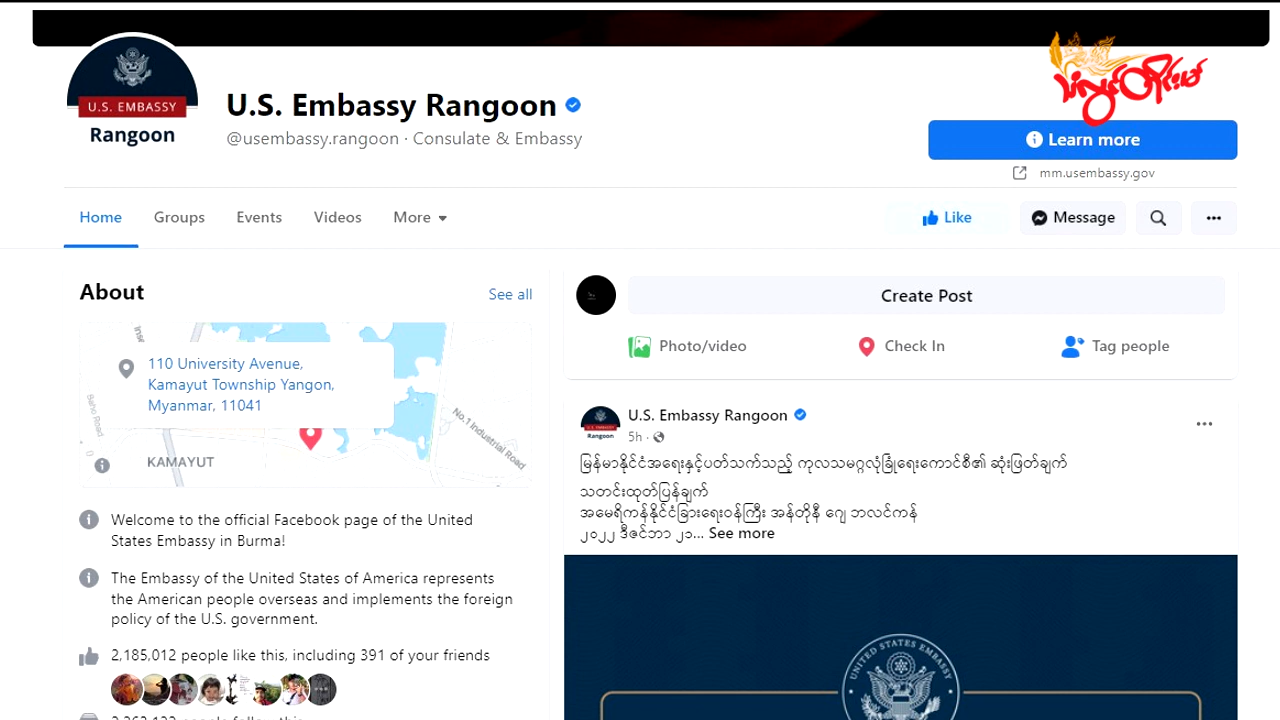 U.S. EMBASSY
Rangoon
U.S. Embassy Rangoon
@usembassy.rangoon · Consulate & Embassy
Learn more
mm.usembassy.gov
Home Groups Events Videos More
Like Message
About
See all
110 University Avenue,
Kamayut Township Yangon,
Myanmar, 11041
Baho Road
No.1 Industrial Road
KAMAYUT
Welcome to the official Facebook page of the United
States Embassy in Burma!
The Embassy of the United States of America represents
the American people overseas and implements the foreign
policy of the U.S. government.
2,185,012 people like this, including 391 of your friends
Create Post
Photo/video Check In Tag people
U.S. EMBASSY
Rangoon
U.S. Embassy Rangoon
5h ·
မြန်မာနိုင်ငံအရေးနှင့်ပတ်သက်သည့် ကုလသမဂ္ဂလုံခြုံရေးကောင်စီ၏ ဆုံးဖြတ်ချက်
သတင်းထုတ်ပြန်ချက်
အမေရိကန်နိုင်ငံခြားရေးဝန်ကြီး အန်တိုနီ ဂျေ ဘလင်ကန်
၂၀၂၂ ဒီဇင်ဘာ ၂၁... See more
UNITED STATES EMBASSY